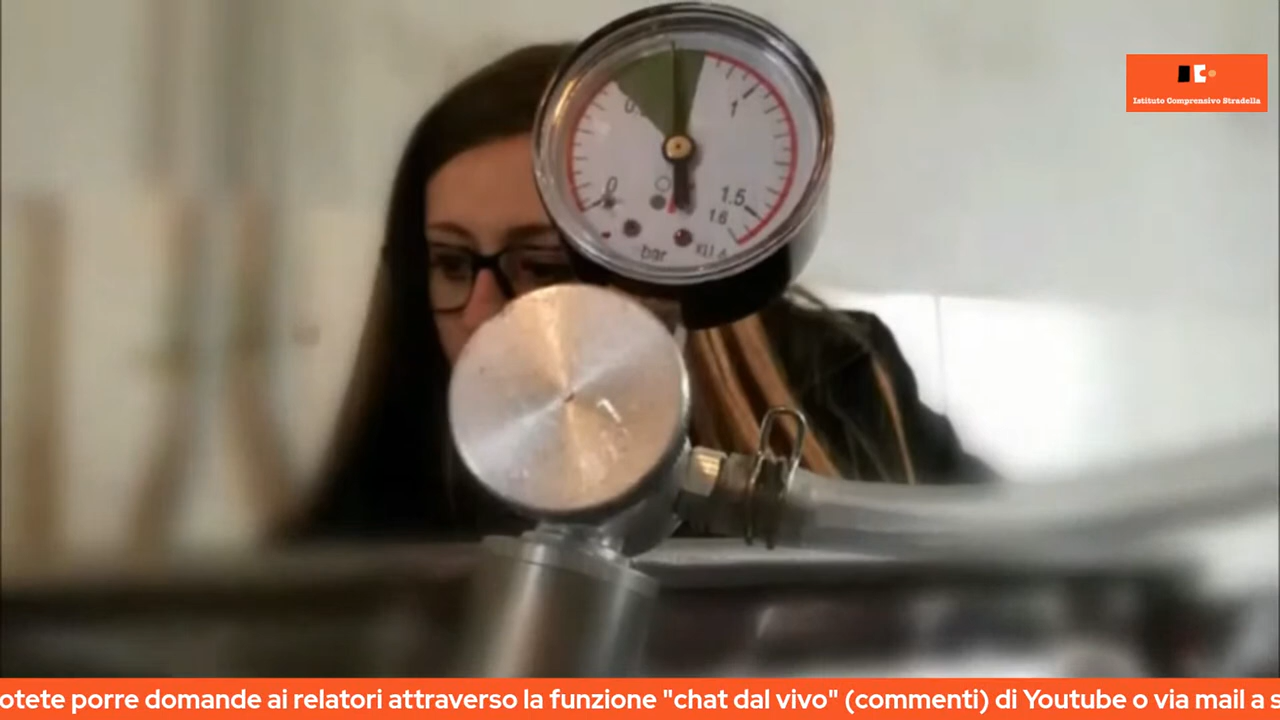 Istituto Comprensivo Stradella
1
0
1.5
1.6
bar
otete porre domande ai relatori attraverso la funzione "chat dal vivo" (commenti) di Youtube o via mail a s